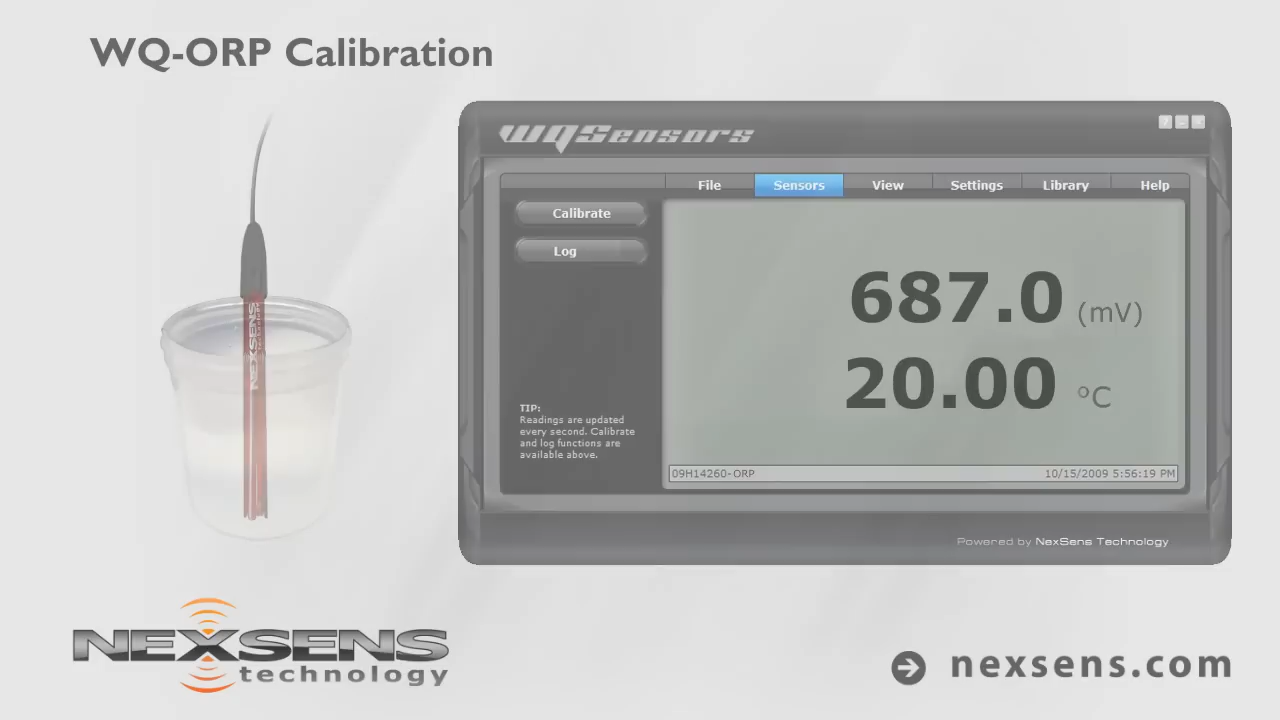 WQ-ORP Calibration
WQSensors
? – ×
File Sensors View Settings Library Help
Calibrate
Log
687.0 (mV)
20.00 °C
TIP:
Readings are updated
every second. Calibrate
and log functions are
available above.
09H14260-ORP 10/15/2009 5:56:19 PM
Powered by NexSens Technology
NEXSENS
NEXSENS
technology
nexsens.com